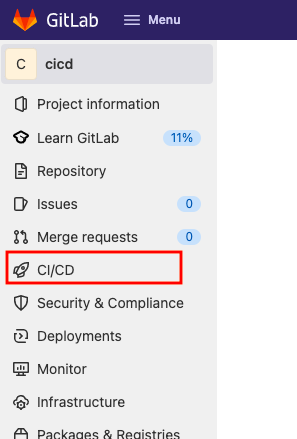 GitLab Menu
C cicd
Project information
Learn GitLab 11%
Repository
Issues 0
Merge requests 0
CI/CD
Security & Compliance
Deployments
Monitor
Infrastructure
Packages & Registries